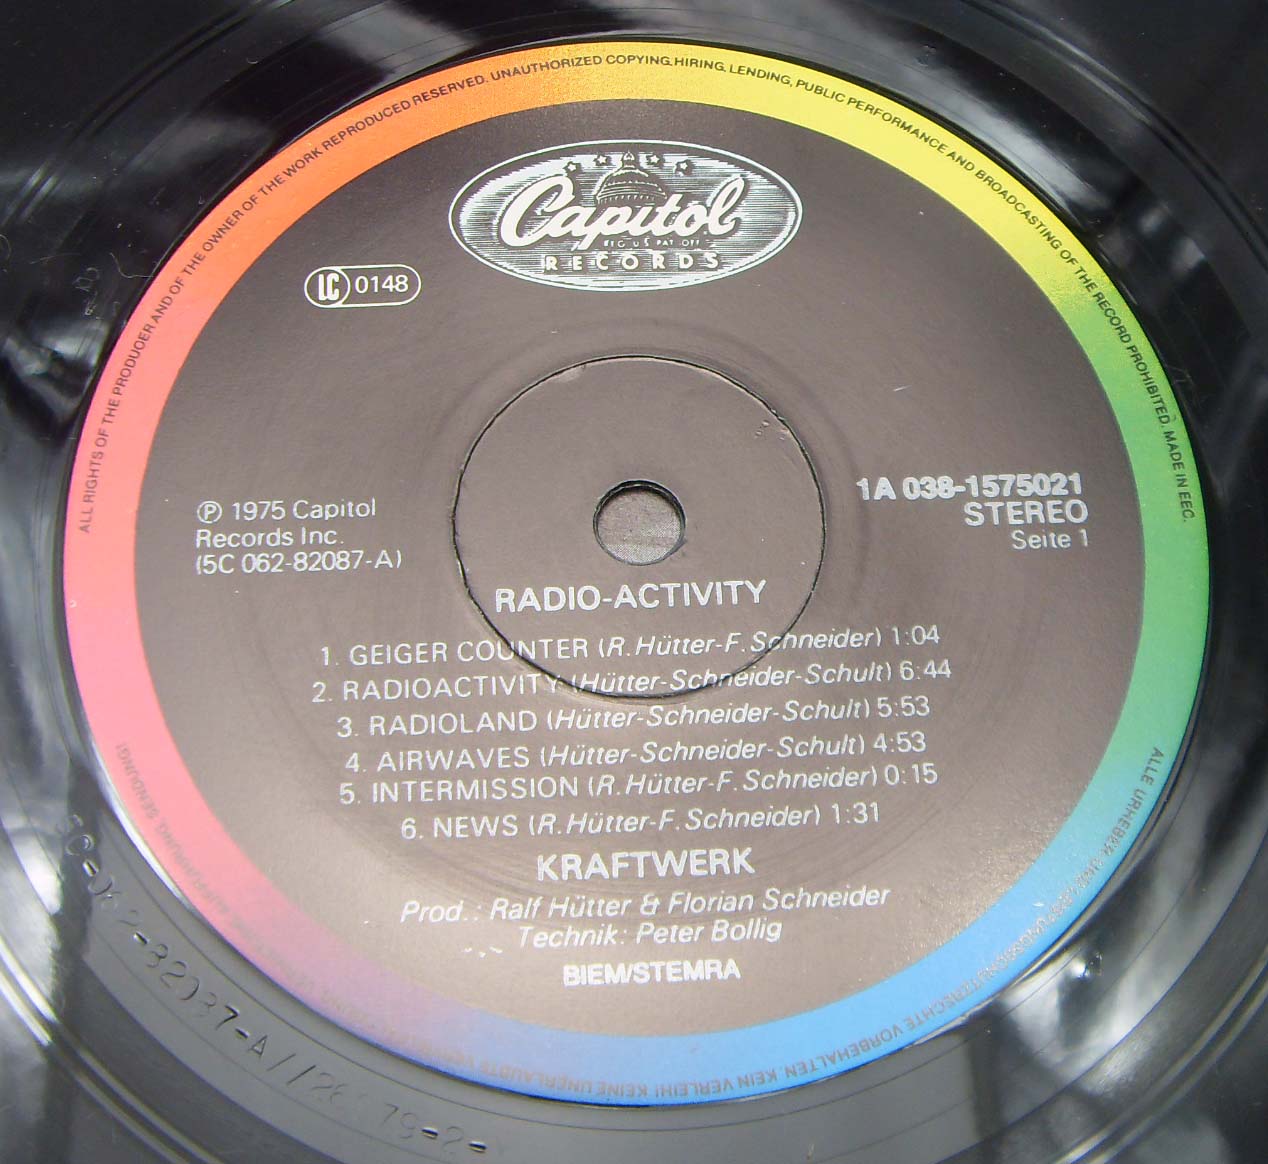 ALL RIGHTS OF THE PRODUCER AND OF THE OWNER OF THE WORK REPRODUCED RESERVED. UNAUTHORIZED COPYING, HIRING, LENDING, PUBLIC PERFORMANCE AND BROADCASTING OF THE RECORD PROHIBITED. MADE IN EEC.
Capitol
RECORDS
LC 0148
℗ 1975 Capitol
Records Inc.
(5C 062-82087-A)
1A 038-1575021
STEREO
Seite 1
RADIO-ACTIVITY
1. GEIGER COUNTER (R. Hütter-F. Schneider) 1:04
2. RADIOACTIVITY (Hütter-Schneider-Schult) 6:44
3. RADIOLAND (Hütter-Schneider-Schult) 5:53
4. AIRWAVES (Hütter-Schneider-Schult) 4:53
5. INTERMISSION (R. Hütter-F. Schneider) 0:15
6. NEWS (R. Hütter-F. Schneider) 1:31
KRAFTWERK
Prod.: Ralf Hütter & Florian Schneider
Technik: Peter Bollig
BIEM/STEMRA
ALLE URHEBER VORBEHALTEN. KEIN VERLEIH! KEINE UNERLAUBTE SENDUNG!